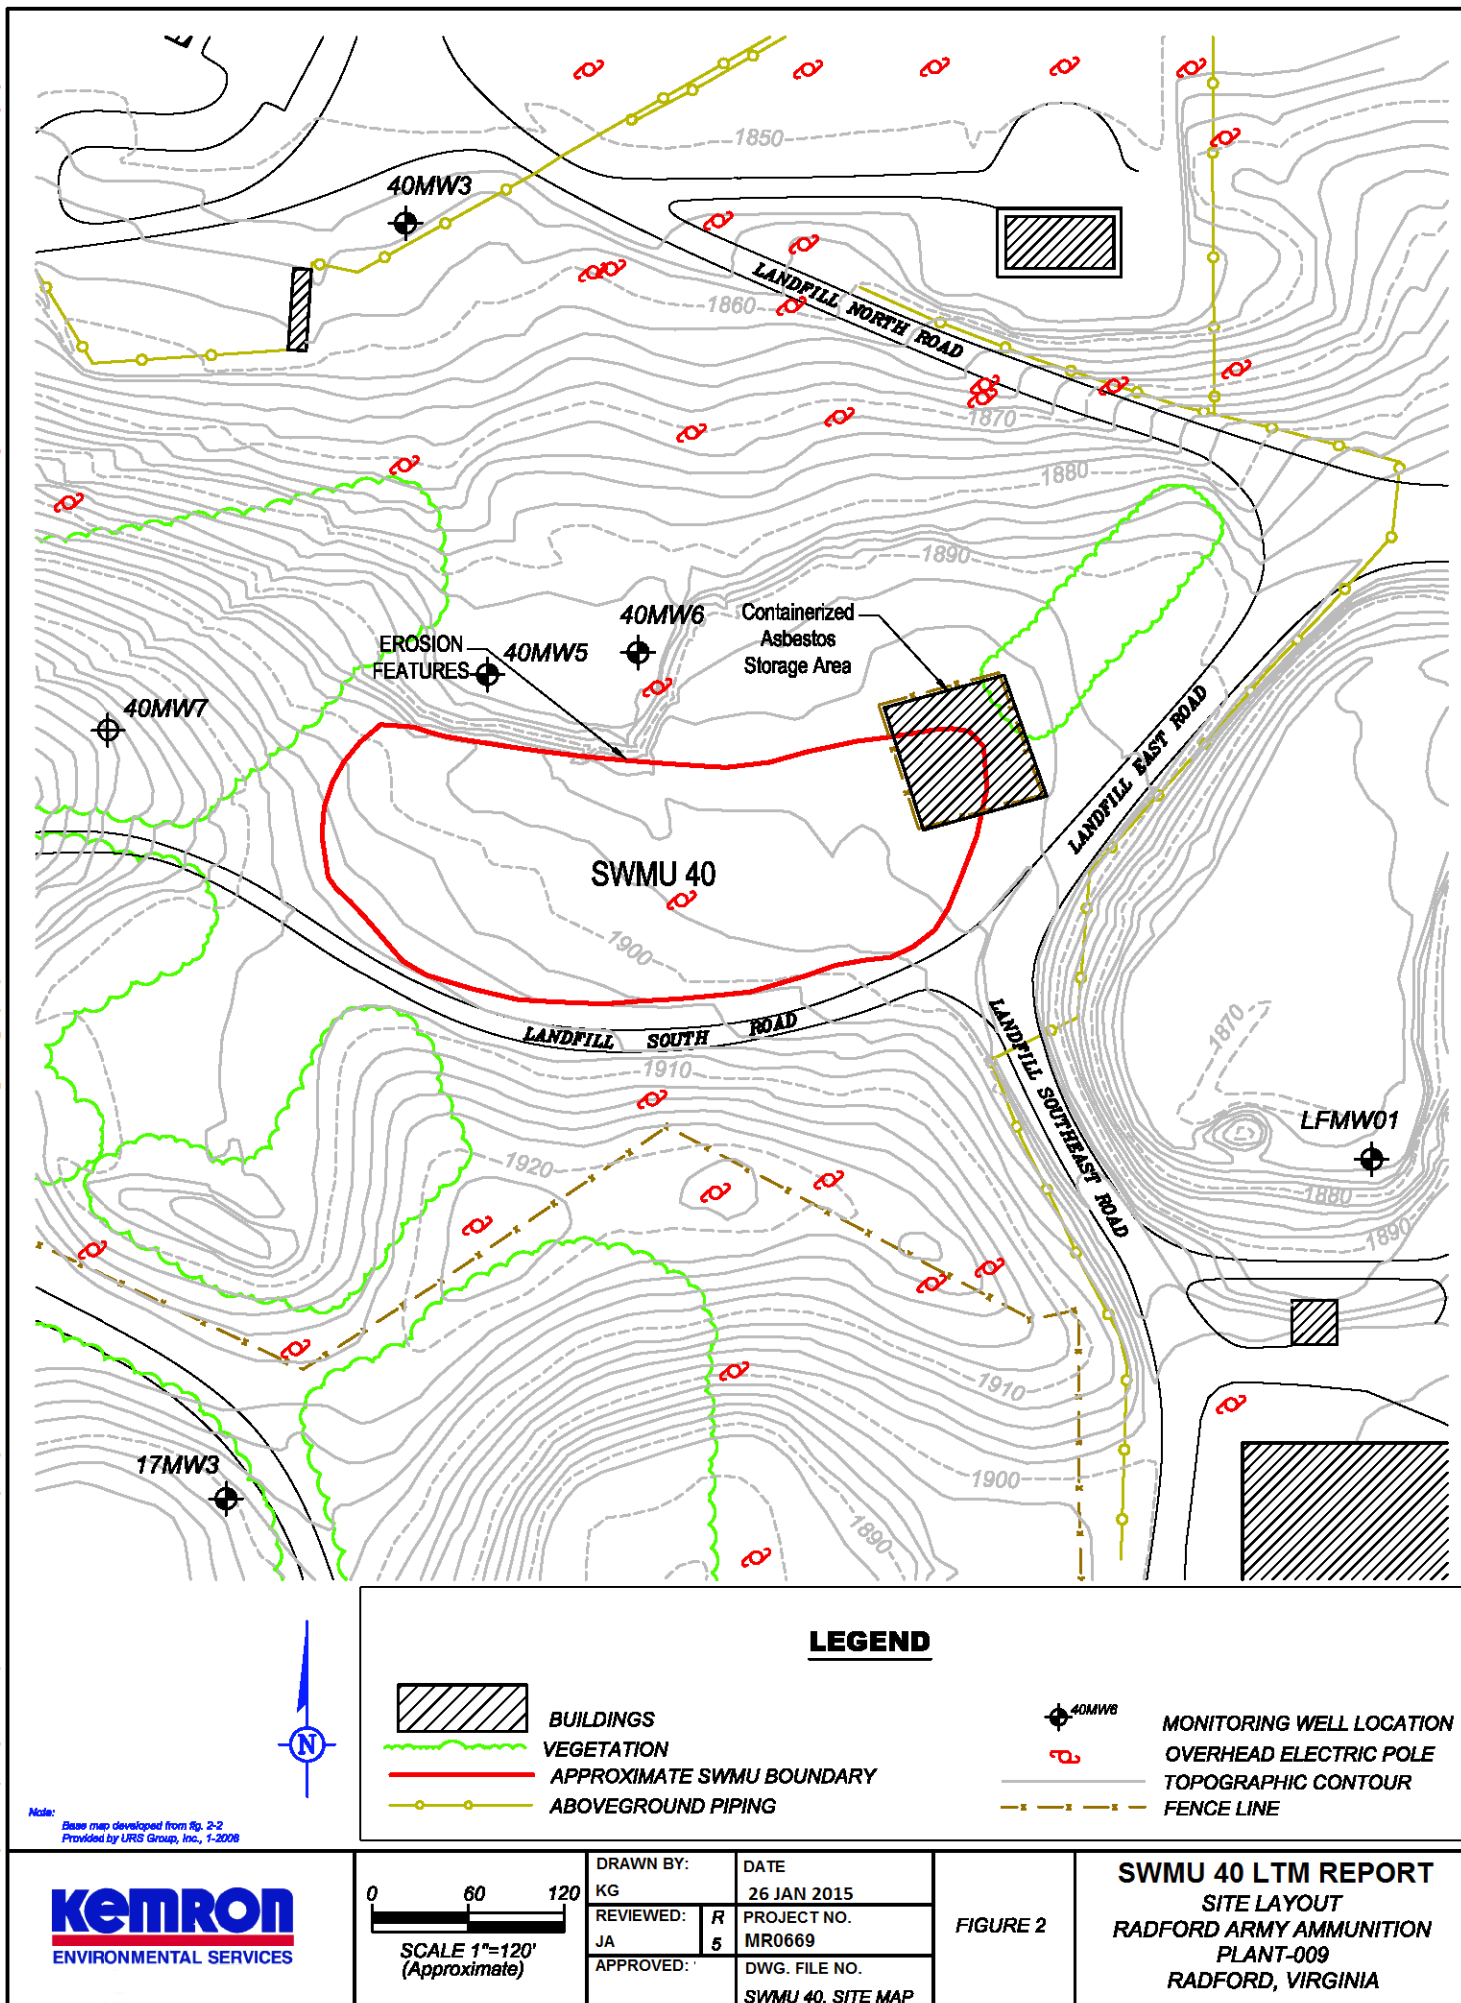 1850
40MW3
LANDFILL NORTH ROAD
1860
1870
1880
1890
40MW6
Containerized
Asbestos
Storage Area
EROSION
FEATURES
40MW5
40MW7
LANDFILL EAST ROAD
SWMU 40
1900
LANDFILL SOUTH ROAD
LANDFILL SOUTHEAST ROAD
1870
1910
LFMW01
1920
1880
1890
1910
17MW3
1900
1890
LEGEND
BUILDINGS
VEGETATION
APPROXIMATE SWMU BOUNDARY
ABOVEGROUND PIPING
40MW6
MONITORING WELL LOCATION
OVERHEAD ELECTRIC POLE
TOPOGRAPHIC CONTOUR
FENCE LINE
N
Note:
Base map developed from fig. 2-2
Provided by URS Group, Inc., 1-2008
KEMRON
ENVIRONMENTAL SERVICES
0 60 120
SCALE 1"=120'
(Approximate)
DRAWN BY:
KG
DATE
26 JAN 2015
REVIEWED:
JA
R
5
PROJECT NO.
MR0669
APPROVED:
DWG. FILE NO.
SWMU 40, SITE MAP
FIGURE 2
SWMU 40 LTM REPORT
SITE LAYOUT
RADFORD ARMY AMMUNITION
PLANT-009
RADFORD, VIRGINIA